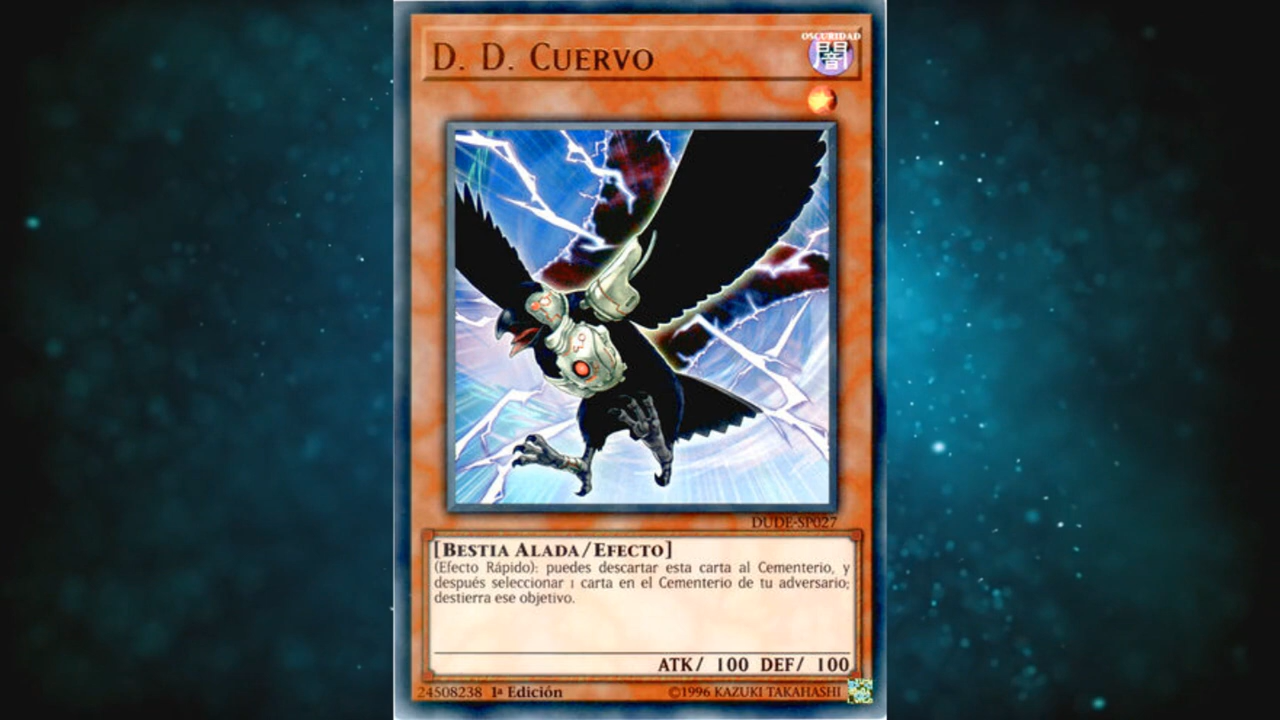 D. D. Cuervo
OSCURIDAD
闇
DUDE-SP027
[Bestia Alada/Efecto]
(Efecto Rápido): puedes descartar esta carta al Cementerio, y
después seleccionar 1 carta en el Cementerio de tu adversario;
destierra ese objetivo.
ATK/ 100 DEF/ 100
24508238 1ª Edición ©1996 KAZUKI TAKAHASHI